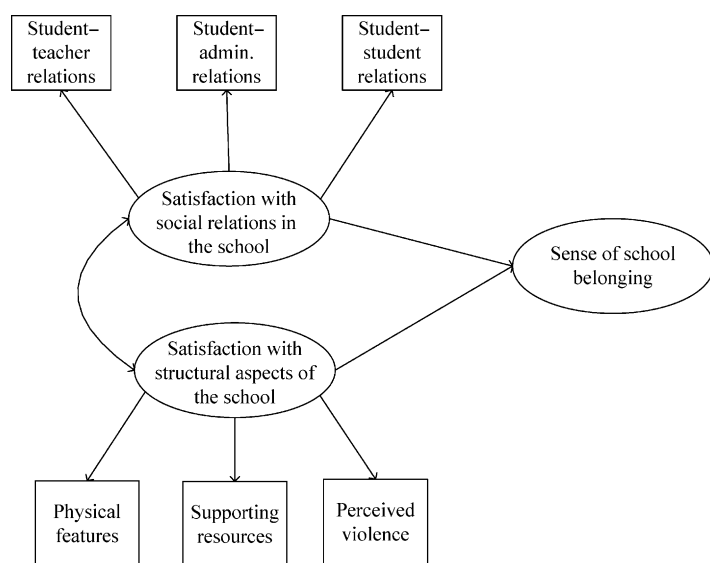 Student–
teacher
relations
Student–
admin.
relations
Student–
student
relations
Satisfaction with
social relations in
the school
Sense of school
belonging
Satisfaction with
structural aspects of
the school
Physical
features
Supporting
resources
Perceived
violence